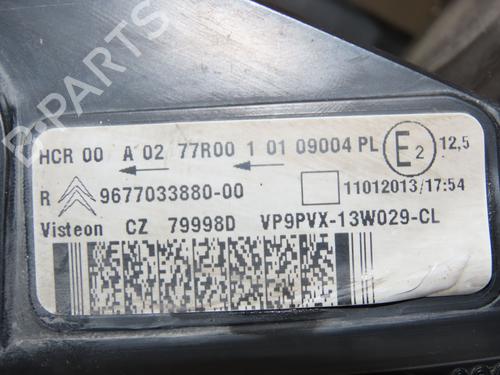 HCR 00 A 02 77R00 1 01 09004 PL E2 12,5
R 9677033880-00 11012013/17:54
Visteon CZ 79998D VP9PVX-13W029-CL
B-PARTS